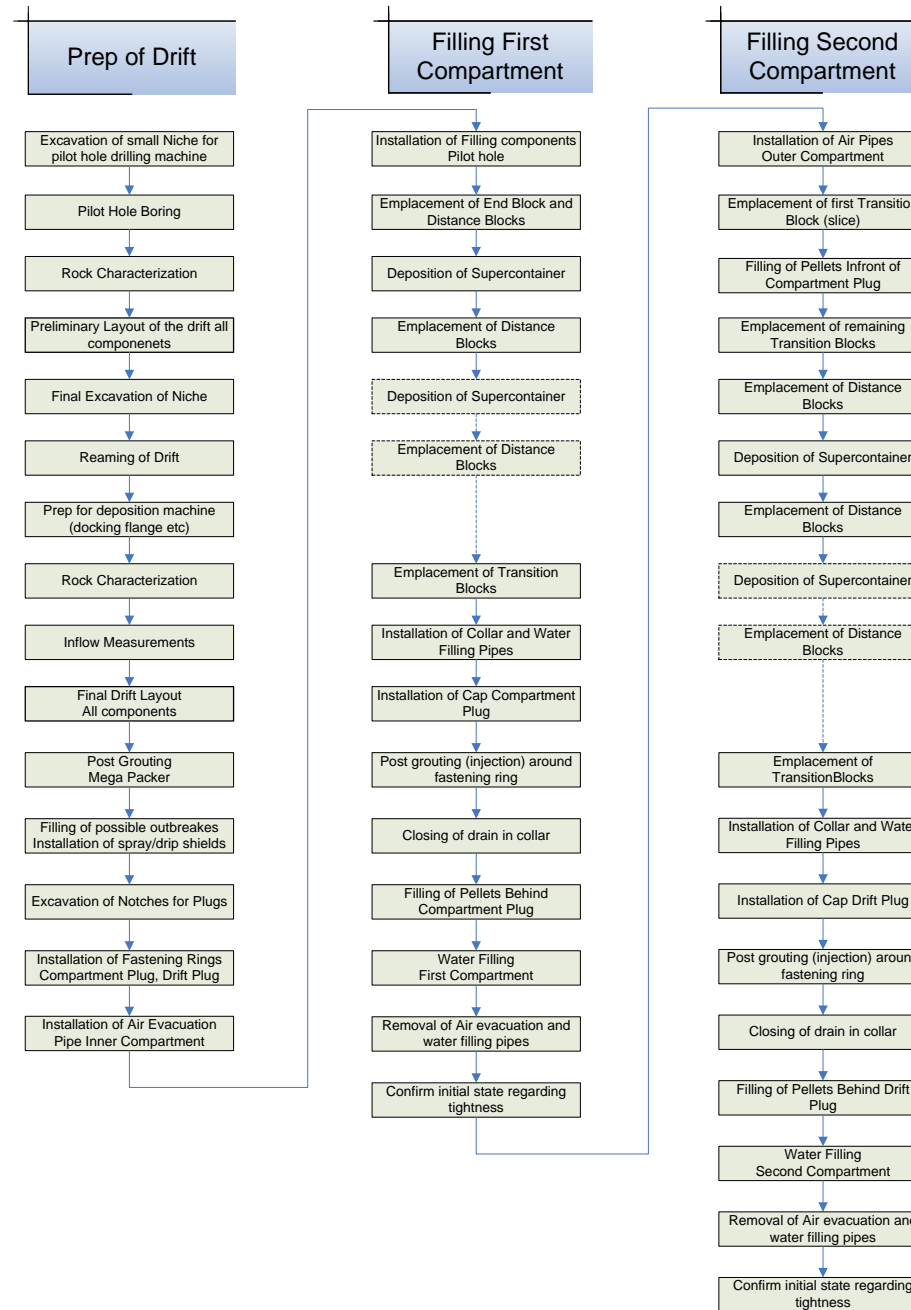 Prep of Drift
Excavation of small Niche for
pilot hole drilling machine
Pilot Hole Boring
Rock Characterization
Preliminary Layout of the drift all
componenets
Final Excavation of Niche
Reaming of Drift
Prep for deposition machine
(docking flange etc)
Rock Characterization
Inflow Measurements
Final Drift Layout
All components
Post Grouting
Mega Packer
Filling of possible outbreakes
Installation of spray/drip shields
Excavation of Notches for Plugs
Installation of Fastening Rings
Compartment Plug, Drift Plug
Installation of Air Evacuation
Pipe Inner Compartment
Filling First
Compartment
Installation of Filling components
Pilot hole
Emplacement of End Block and
Distance Blocks
Deposition of Supercontainer
Emplacement of Distance
Blocks
Deposition of Supercontainer
Emplacement of Distance
Blocks
Emplacement of Transition
Blocks
Installation of Collar and Water
Filling Pipes
Installation of Cap Compartment
Plug
Post grouting (injection) around
fastening ring
Closing of drain in collar
Filling of Pellets Behind
Compartment Plug
Water Filling
First Compartment
Removal of Air evacuation and
water filling pipes
Confirm initial state regarding
tightness
Filling Second
Compartment
Installation of Air Pipes
Outer Compartment
Emplacement of first Transitio
Block (slice)
Filling of Pellets Infront of
Compartment Plug
Emplacement of remaining
Transition Blocks
Emplacement of Distance
Blocks
Deposition of Supercontainer
Emplacement of Distance
Blocks
Deposition of Supercontainer
Emplacement of Distance
Blocks
Emplacement of
TransitionBlocks
Installation of Collar and Wate
Filling Pipes
Installation of Cap Drift Plug
Post grouting (injection) aroun
fastening ring
Closing of drain in collar
Filling of Pellets Behind Drift
Plug
Water Filling
Second Compartment
Removal of Air evacuation and
water filling pipes
Confirm initial state regarding
tightness